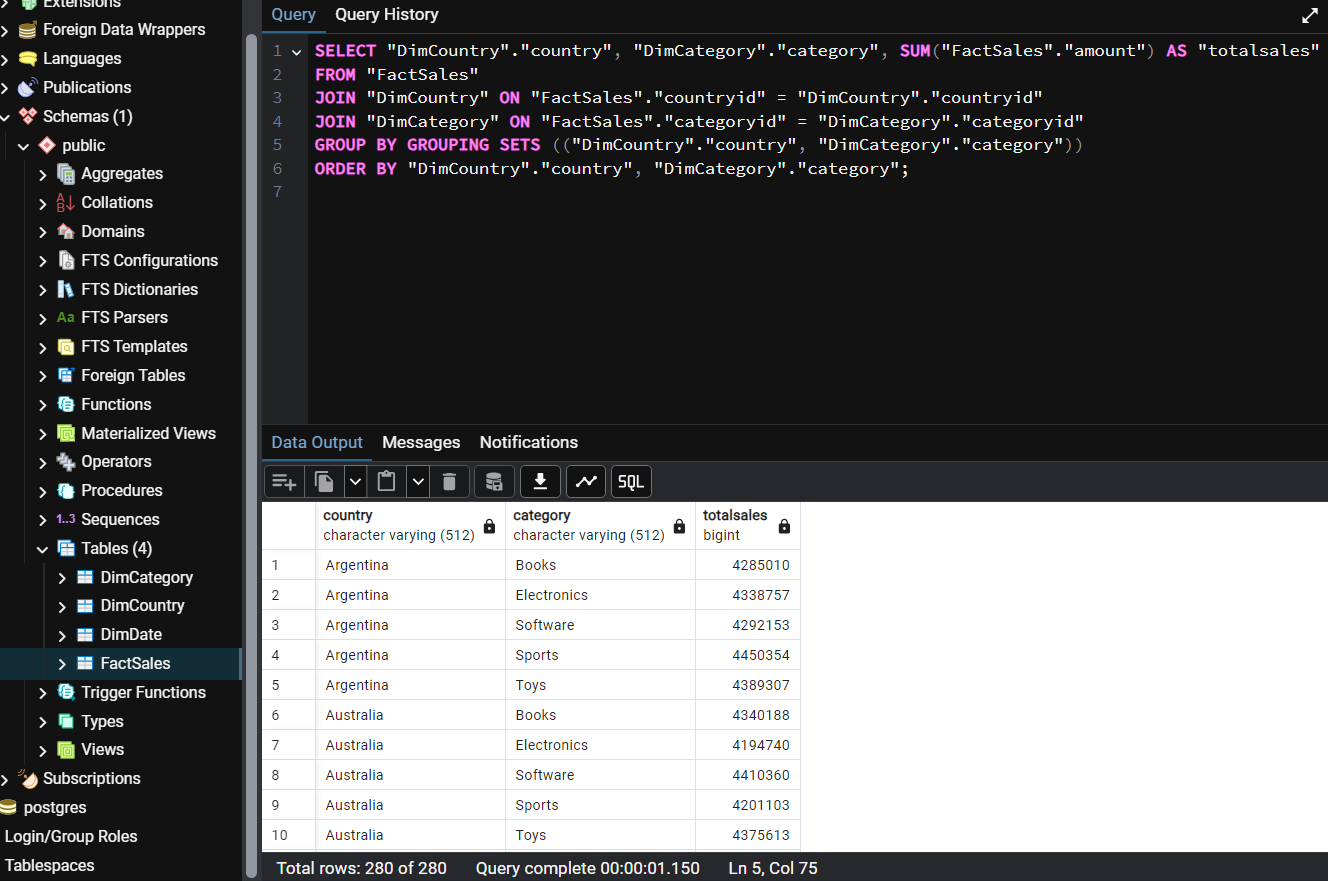 Extensions
Foreign Data Wrappers
Languages
Publications
Schemas (1)
public
Aggregates
Collations
Domains
FTS Configurations
FTS Dictionaries
Aa FTS Parsers
FTS Templates
Foreign Tables
Functions
Materialized Views
Operators
Procedures
1..3 Sequences
Tables (4)
DimCategory
DimCountry
DimDate
FactSales
Trigger Functions
Types
Views
Subscriptions
postgres
Login/Group Roles
Tablespaces
Query Query History
1 SELECT "DimCountry"."country", "DimCategory"."category", SUM("FactSales"."amount") AS "totalsales"
2 FROM "FactSales"
3 JOIN "DimCountry" ON "FactSales"."countryid" = "DimCountry"."countryid"
4 JOIN "DimCategory" ON "FactSales"."categoryid" = "DimCategory"."categoryid"
5 GROUP BY GROUPING SETS (("DimCountry"."country", "DimCategory"."category"))
6 ORDER BY "DimCountry"."country", "DimCategory"."category";
7
Data Output Messages Notifications
SQL
country category totalsales
character varying (512) character varying (512) bigint
1 Argentina Books 4285010
2 Argentina Electronics 4338757
3 Argentina Software 4292153
4 Argentina Sports 4450354
5 Argentina Toys 4389307
6 Australia Books 4340188
7 Australia Electronics 4194740
8 Australia Software 4410360
9 Australia Sports 4201103
10 Australia Toys 4375613
Total rows: 280 of 280 Query complete 00:00:01.150 Ln 5, Col 75